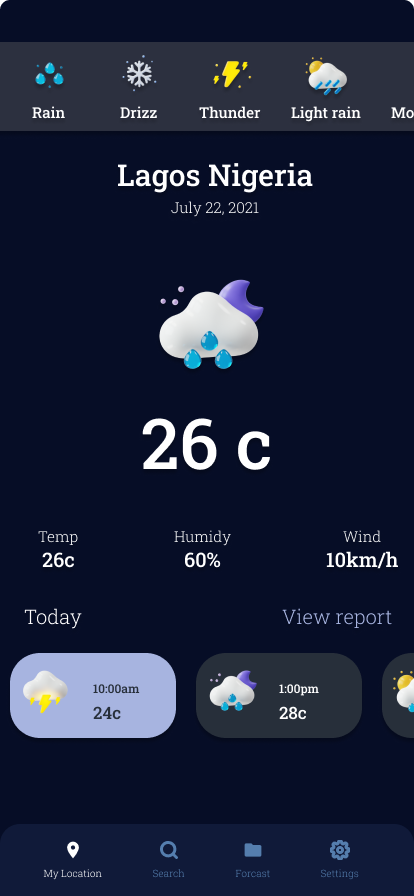 Rain Drizz Thunder Light rain Mo
Lagos Nigeria
July 22, 2021
26 c
Temp Humidy Wind
26c 60% 10km/h
Today View report
10:00am 1:00pm
24c 28c
My Location Search Forcast Settings